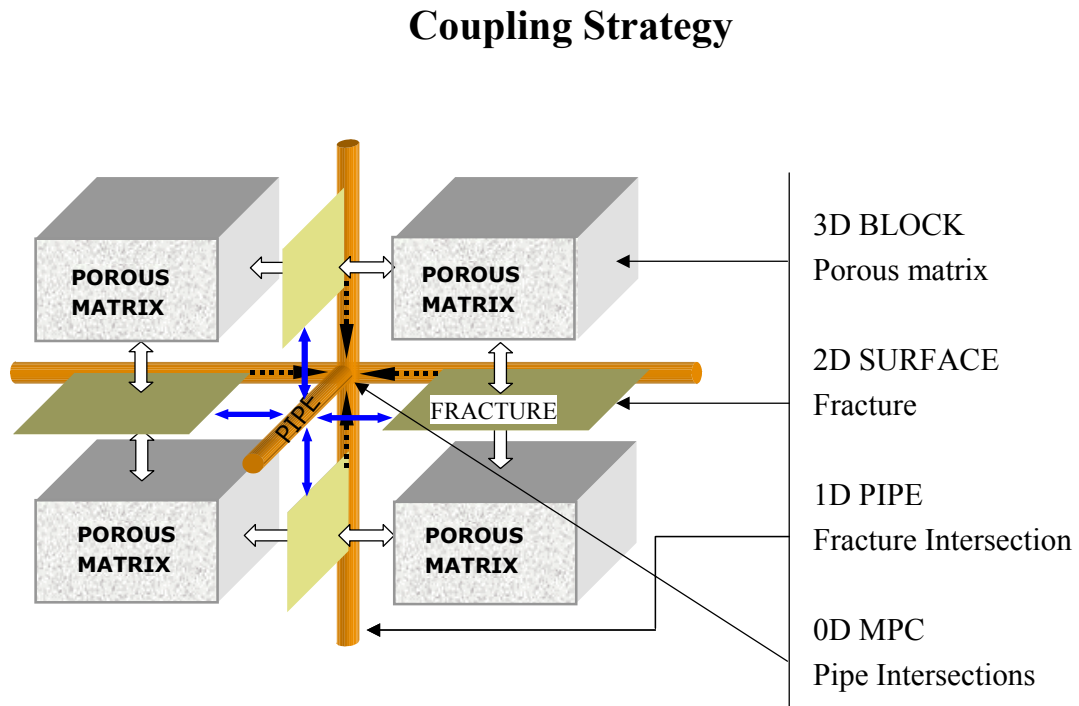 Coupling Strategy
POROUS
MATRIX
POROUS
MATRIX
PIPE
FRACTURE
POROUS
MATRIX
POROUS
MATRIX
3D BLOCK
Porous matrix
2D SURFACE
Fracture
1D PIPE
Fracture Intersection
0D MPC
Pipe Intersections